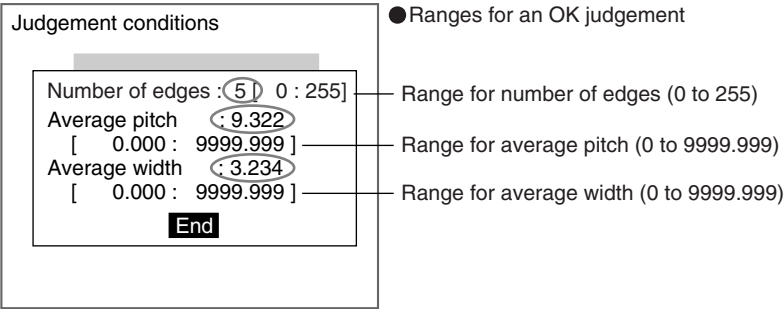 Judgement conditions
●Ranges for an OK judgement
Number of edges : 5 [ 0 : 255]
Range for number of edges (0 to 255)
Average pitch : 9.322
[ 0.000 : 9999.999 ]
Range for average pitch (0 to 9999.999)
Average width : 3.234
[ 0.000 : 9999.999 ]
Range for average width (0 to 9999.999)
End